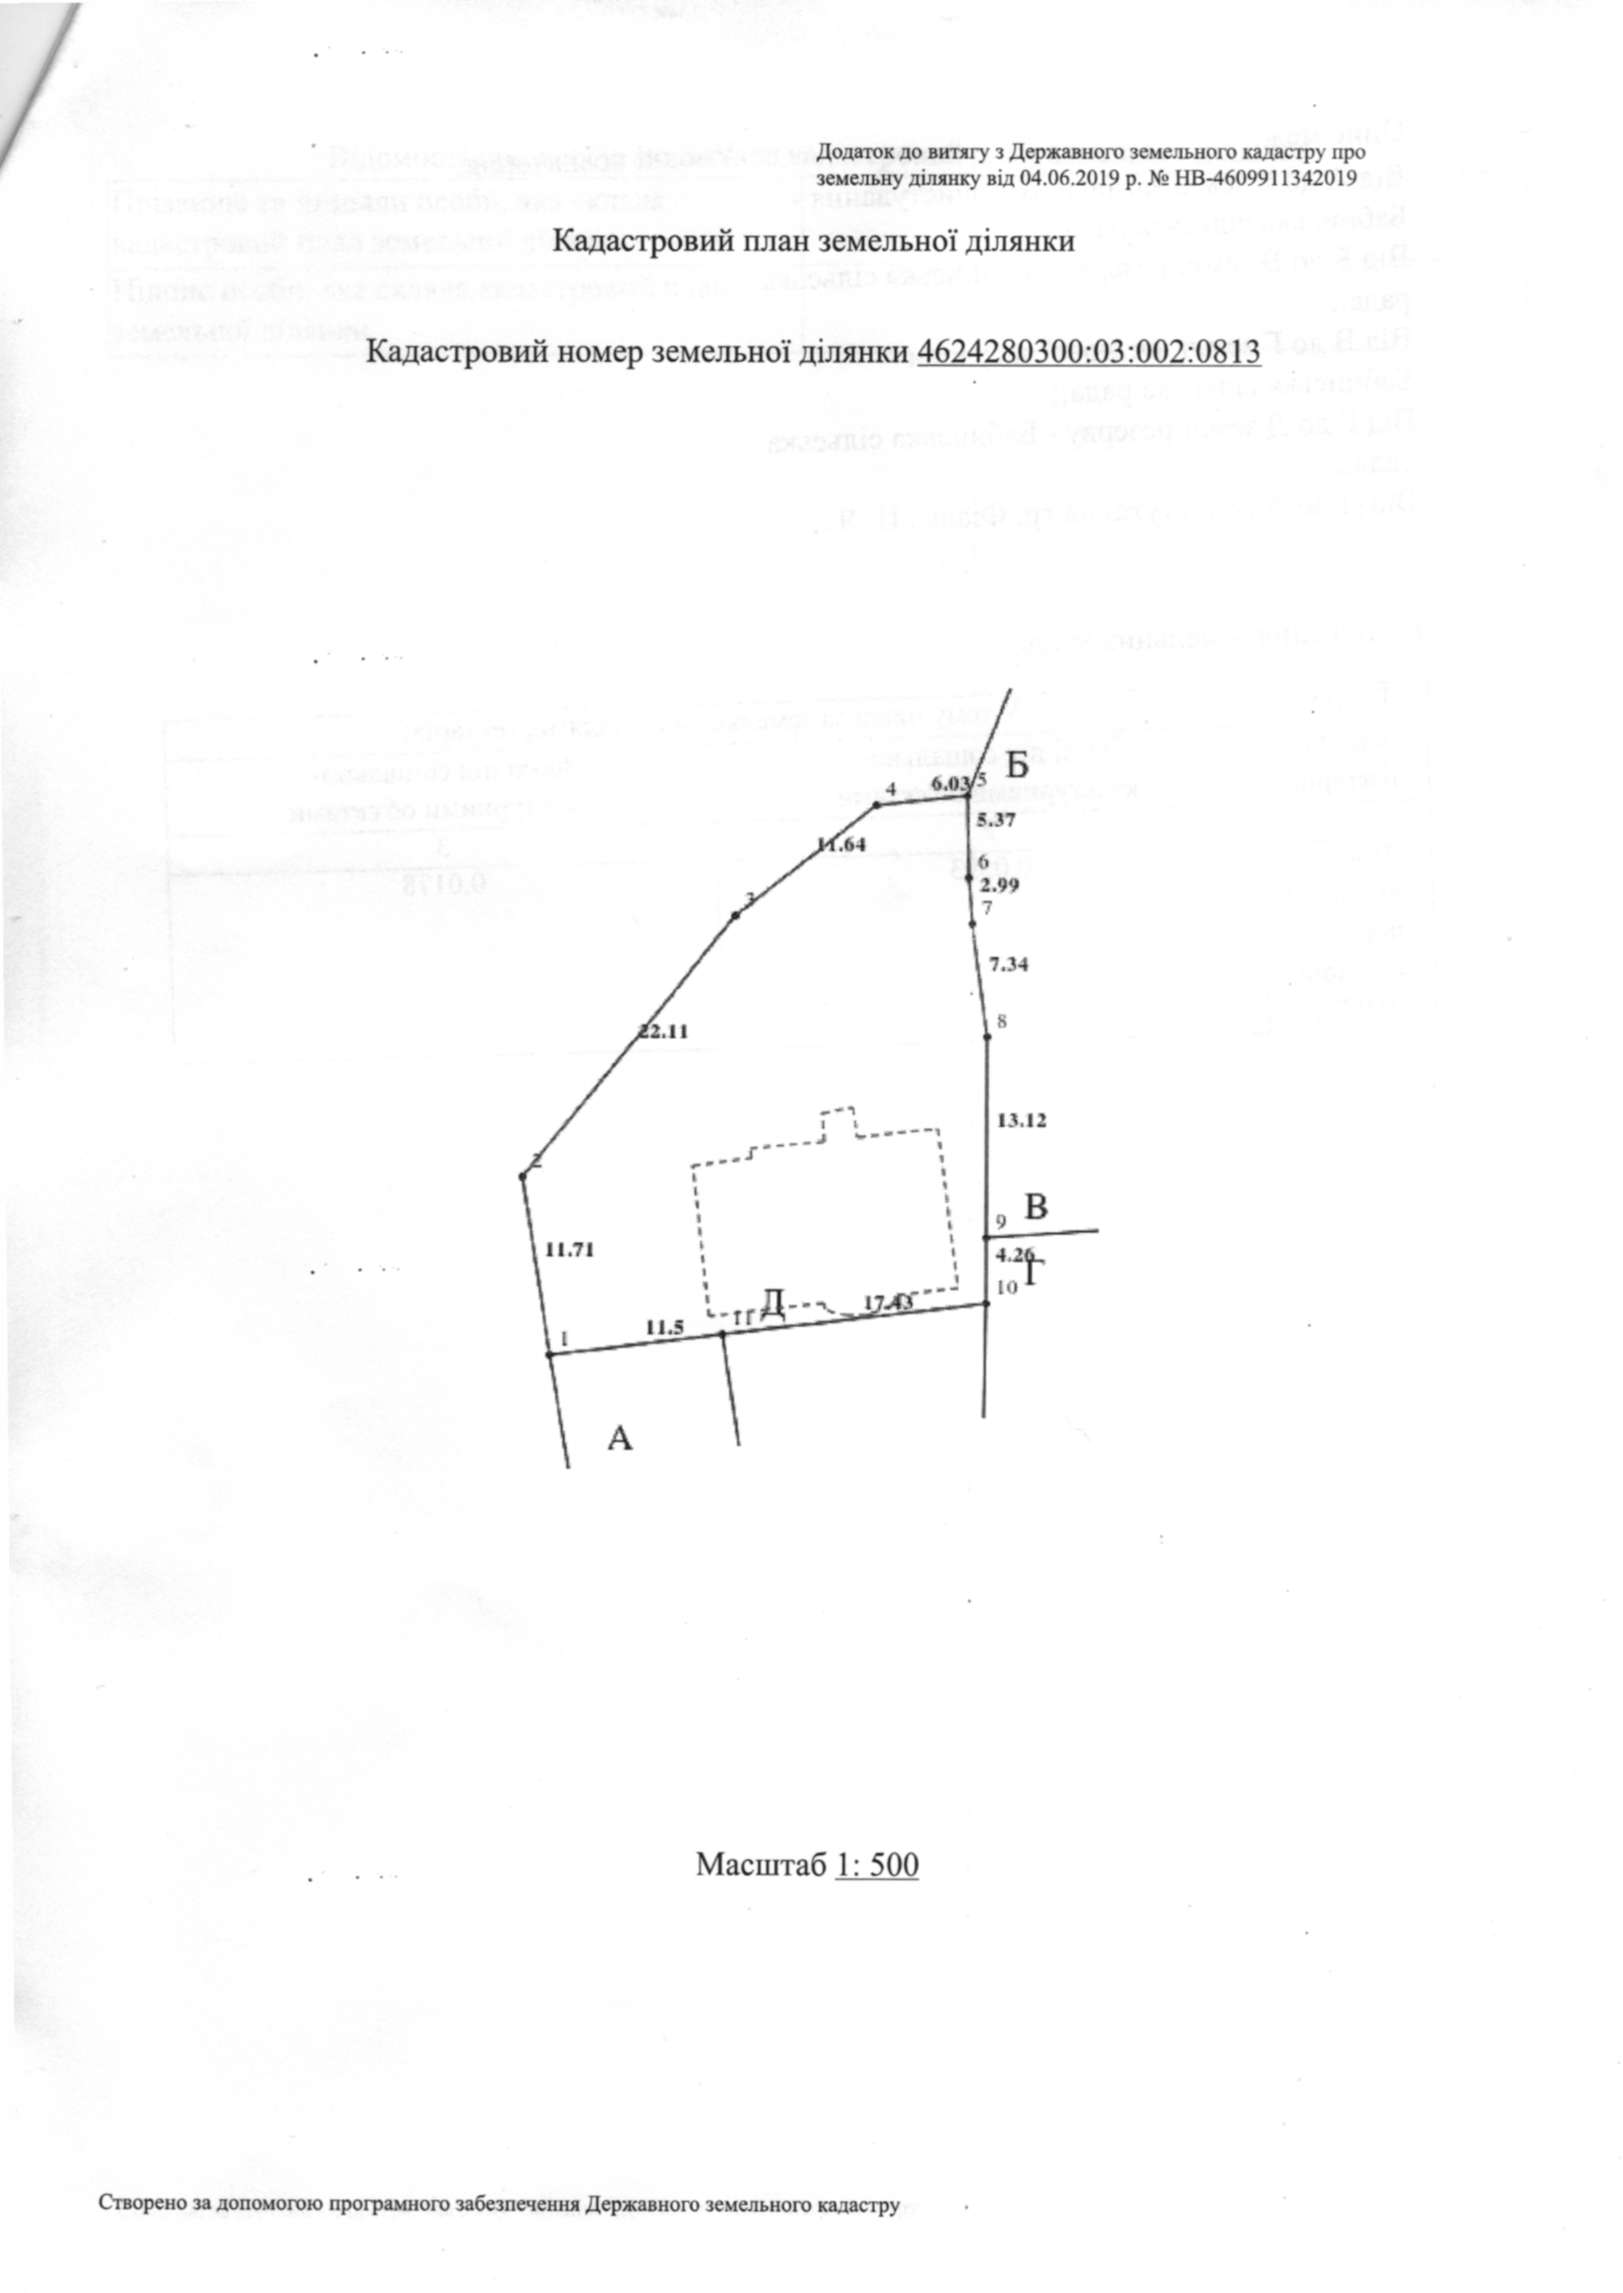 Додаток до витягу з Державного земельного кадастру про
земельну ділянку від 04.06.2019 р. № НВ-4609911342019
Кадастровий план земельної ділянки
Кадастровий номер земельної ділянки 4624280300:03:002:0813
Б
4
6.03
5
5.37
11.64
6
2.99
3
7
7.34
8
22.11
13.12
2
В
9
11.71
4.26
Г
10
Д
17.43
11
11.5
1
А
Масштаб 1: 500
Створено за допомогою програмного забезпечення Державного земельного кадастру